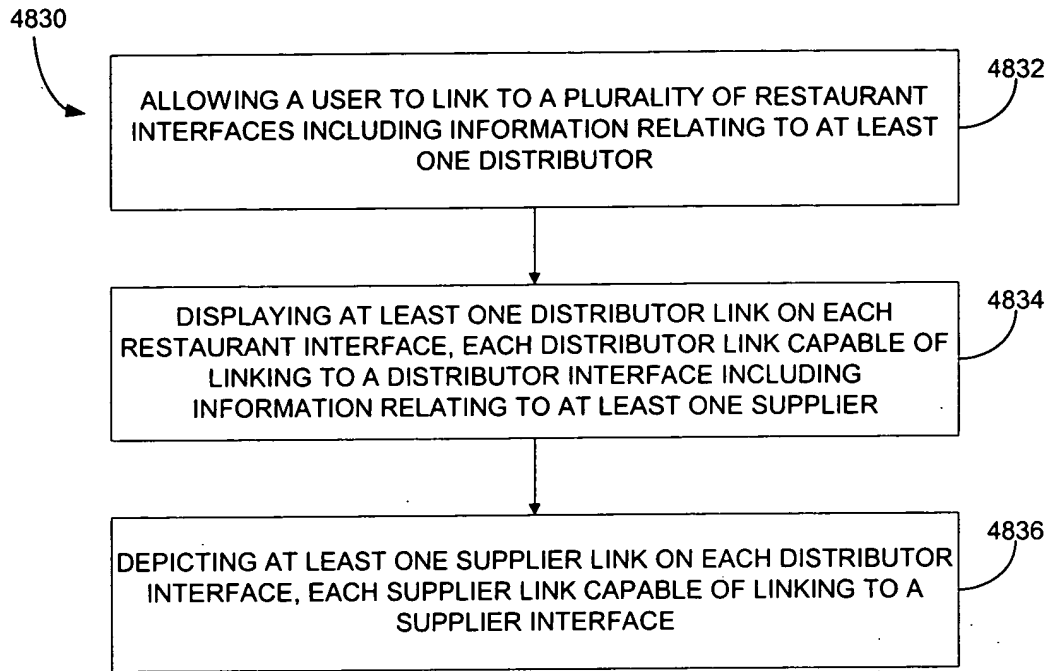 4830
4832
ALLOWING A USER TO LINK TO A PLURALITY OF RESTAURANT
INTERFACES INCLUDING INFORMATION RELATING TO AT LEAST
ONE DISTRIBUTOR
4834
DISPLAYING AT LEAST ONE DISTRIBUTOR LINK ON EACH
RESTAURANT INTERFACE, EACH DISTRIBUTOR LINK CAPABLE OF
LINKING TO A DISTRIBUTOR INTERFACE INCLUDING
INFORMATION RELATING TO AT LEAST ONE SUPPLIER
4836
DEPICTING AT LEAST ONE SUPPLIER LINK ON EACH DISTRIBUTOR
INTERFACE, EACH SUPPLIER LINK CAPABLE OF LINKING TO A
SUPPLIER INTERFACE